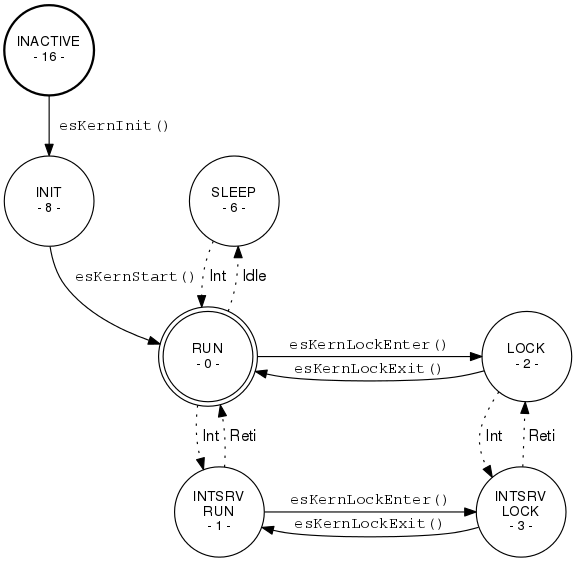 INACTIVE
- 16 -
esKernInit()
INIT
- 8 -
SLEEP
- 6 -
esKernStart()
Int
Idle
RUN
- 0 -
esKernLockEnter()
esKernLockExit()
LOCK
- 2 -
Int
Reti
Int
Reti
INTSRV
RUN
- 1 -
esKernLockEnter()
esKernLockExit()
INTSRV
LOCK
- 3 -